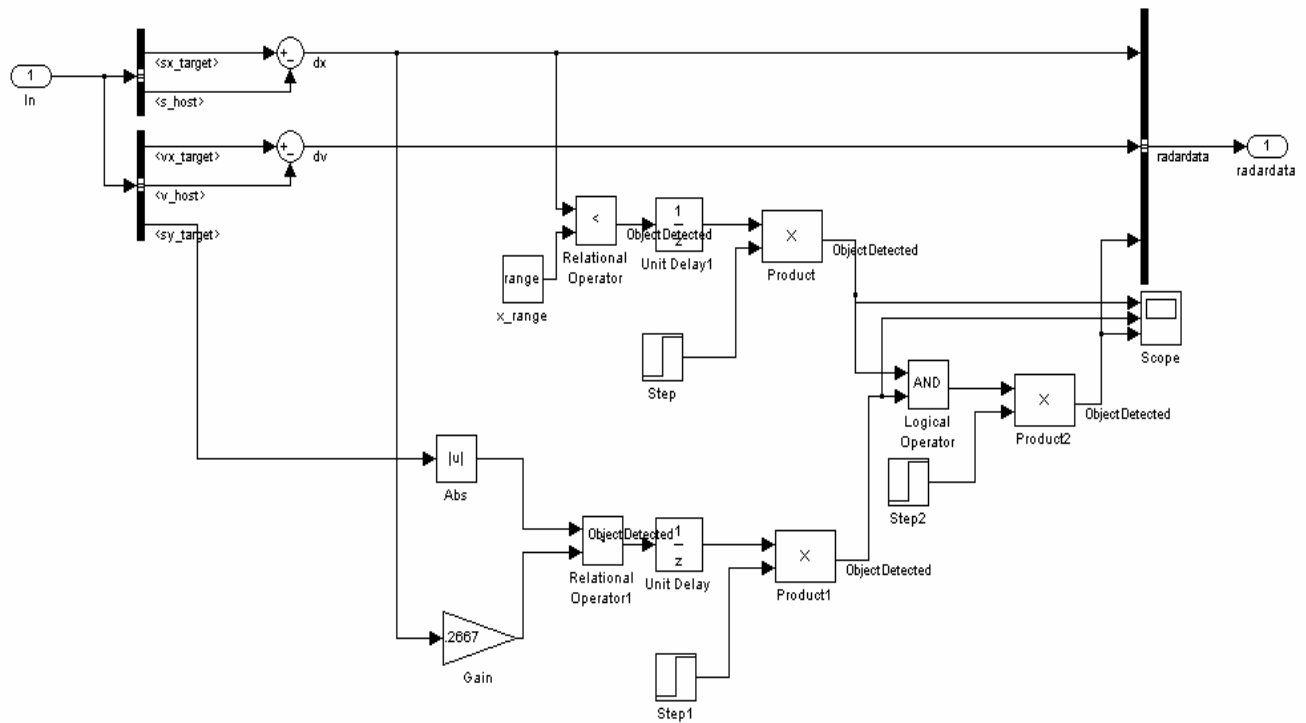 1
In
<sx_target>
<s_host>
+
−
dx
<vx_target>
<v_host>
<sy_target>
+
−
dv
radardata
1
radardata
<
Relational
Operator
range
x_range
ObjectDetected
1
z
Unit Delay1
X
Product
ObjectDetected
Step
Scope
AND
Logical
Operator
X
Product2
ObjectDetected
Step2
|u|
Abs
ObjectDetected
Relational
Operator1
1
z
Unit Delay
X
Product1
ObjectDetected
.2667
Gain
Step1